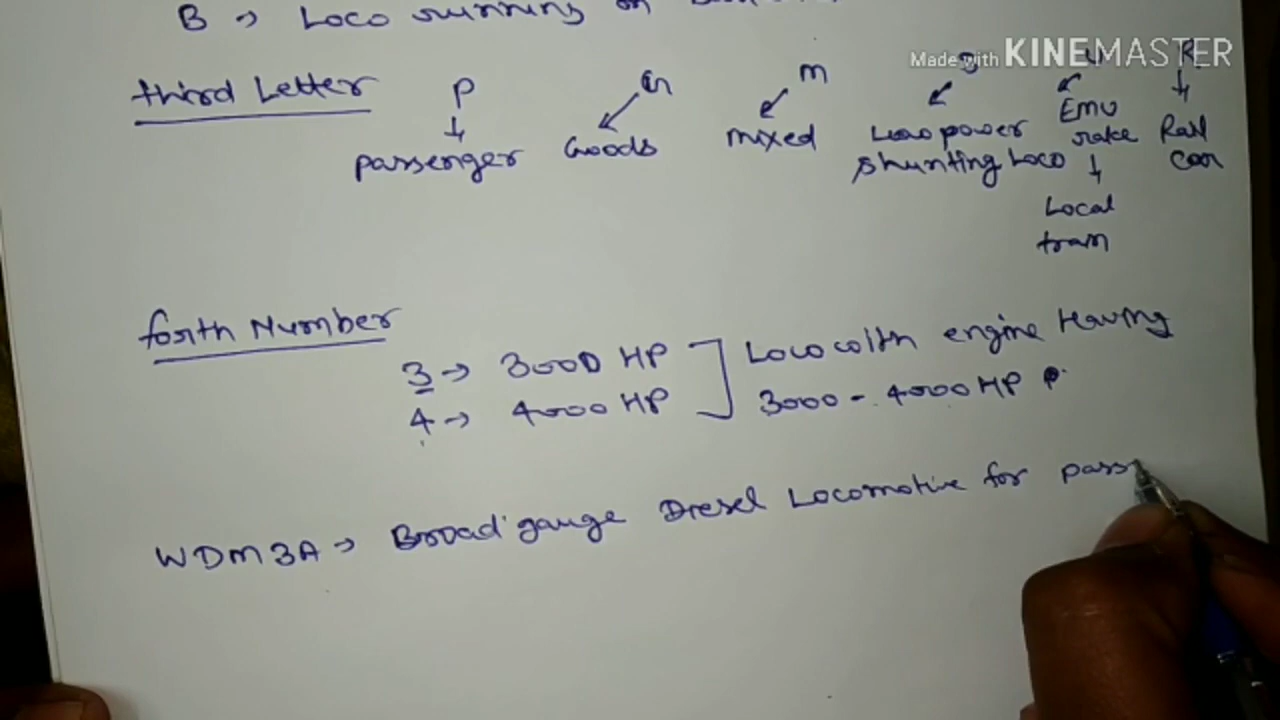 B → Loco running on
Made with KINEMASTER
third Letter P G m S U R
passenger Goods mixed Low power shunting Loco Emu rake Rail car
Local train
forth Number
3 → 3000 HP Loco with engine Having
4 → 4000 HP 3000 - 4000 HP
WDM3A → Broad gauge Diesel Locomotive for pass